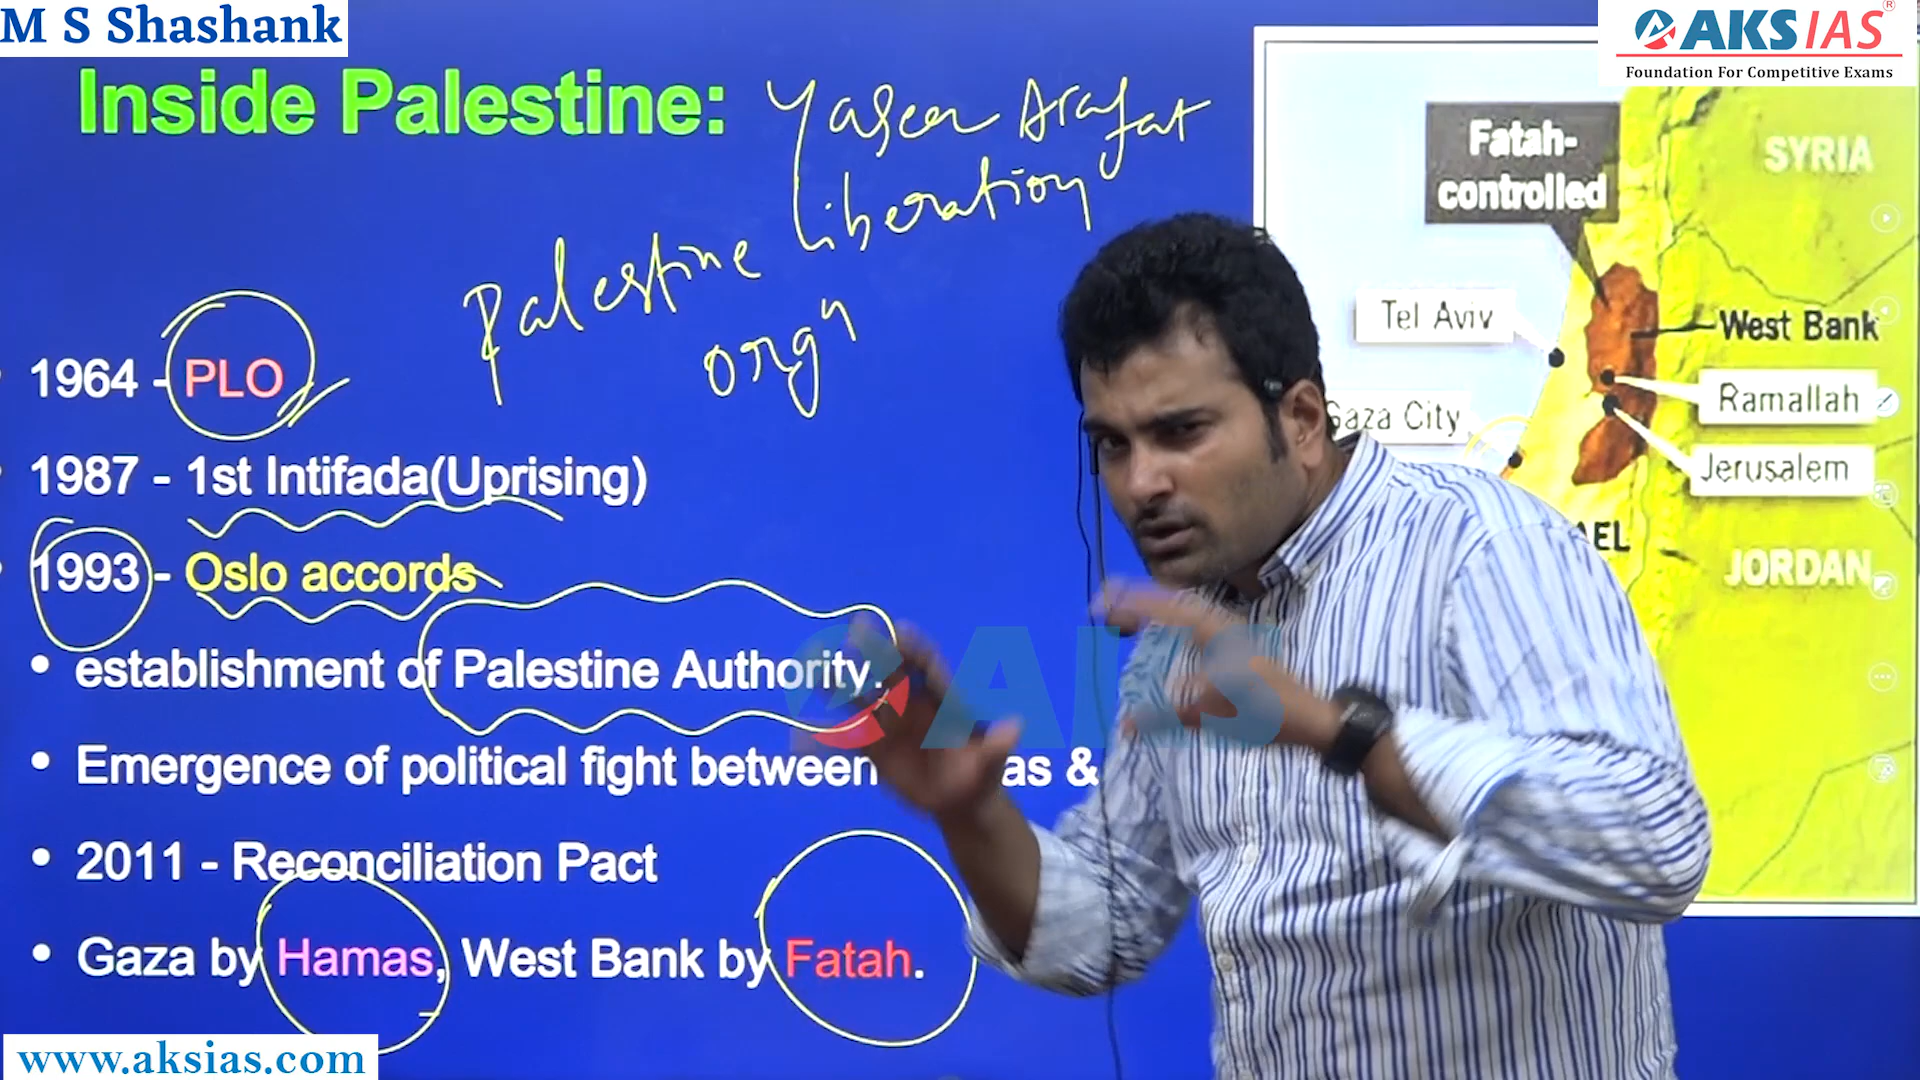 M S Shashank
AKS IAS ®
Foundation For Competitive Exams
Inside Palestine:
Yaseer Arafat
Palestine Liberation
orgn
1964 - PLO
1987 - 1st Intifada(Uprising)
1993 - Oslo accords
• establishment of Palestine Authority.
• Emergence of political fight between as &
• 2011 - Reconciliation Pact
• Gaza by Hamas, West Bank by Fatah.
Fatah-
controlled
SYRIA
Tel Aviv
West Bank
Ramallah
Gaza City
Jerusalem
AEL
JORDAN
AKS
www.aksias.com